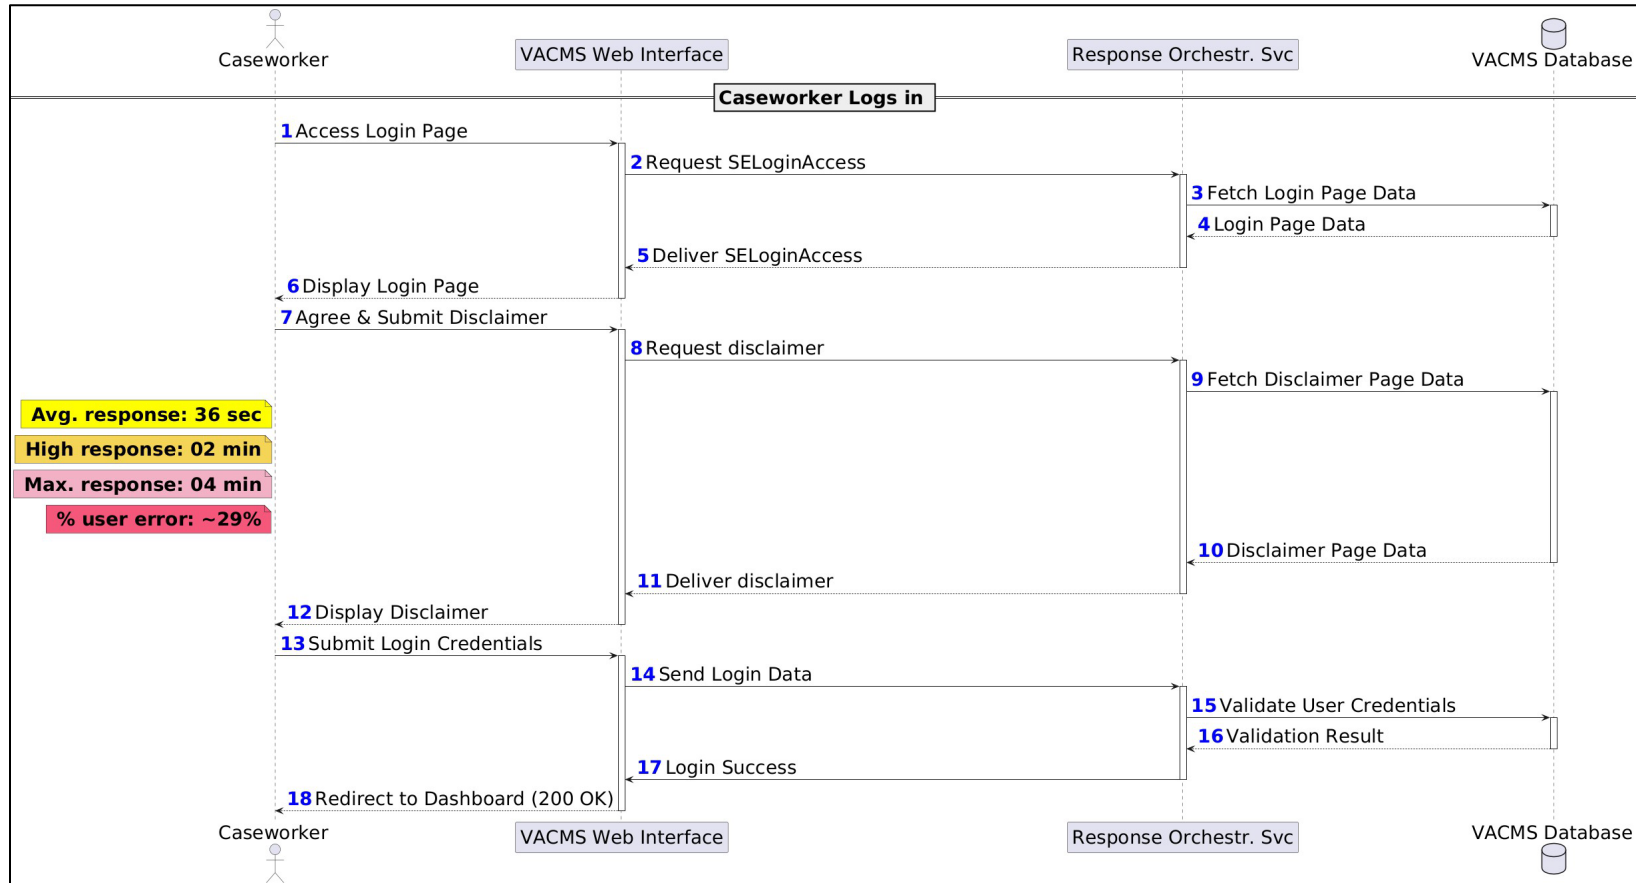 Caseworker
VACMS Web Interface
Response Orchestr. Svc
VACMS Database
Caseworker Logs in
1 Access Login Page
2 Request SELoginAccess
3 Fetch Login Page Data
4 Login Page Data
5 Deliver SELoginAccess
6 Display Login Page
7 Agree & Submit Disclaimer
8 Request disclaimer
9 Fetch Disclaimer Page Data
Avg. response: 36 sec
High response: 02 min
Max. response: 04 min
% user error: ~29%
10 Disclaimer Page Data
11 Deliver disclaimer
12 Display Disclaimer
13 Submit Login Credentials
14 Send Login Data
15 Validate User Credentials
16 Validation Result
17 Login Success
18 Redirect to Dashboard (200 OK)
Caseworker
VACMS Web Interface
Response Orchestr. Svc
VACMS Database